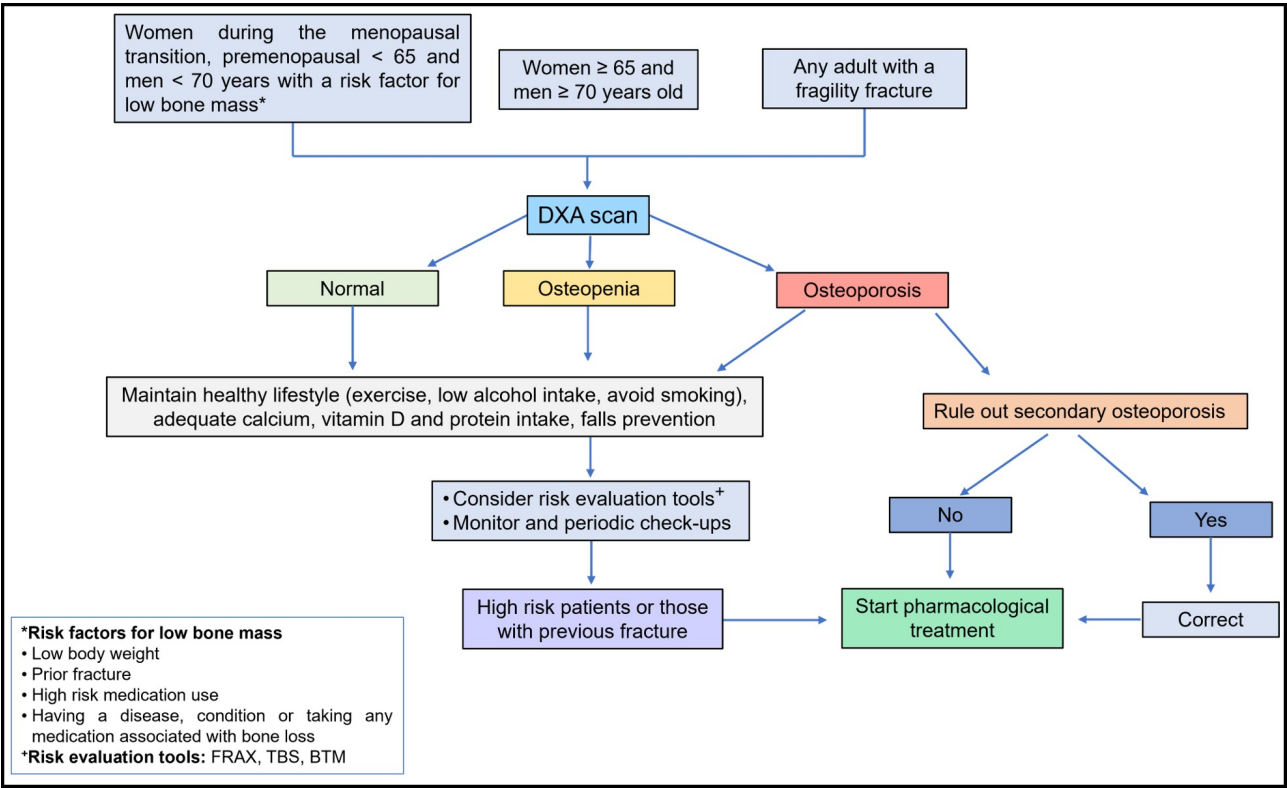 Women during the menopausal
transition, premenopausal < 65 and
men < 70 years with a risk factor for
low bone mass*
Women ≥ 65 and
men ≥ 70 years old
Any adult with a
fragility fracture
DXA scan
Normal
Osteopenia
Osteoporosis
Maintain healthy lifestyle (exercise, low alcohol intake, avoid smoking),
adequate calcium, vitamin D and protein intake, falls prevention
Rule out secondary osteoporosis
• Consider risk evaluation tools⁺
• Monitor and periodic check-ups
No
Yes
High risk patients or those
with previous fracture
Start pharmacological
treatment
Correct
*Risk factors for low bone mass
• Low body weight
• Prior fracture
• High risk medication use
• Having a disease, condition or taking any
medication associated with bone loss
⁺Risk evaluation tools: FRAX, TBS, BTM